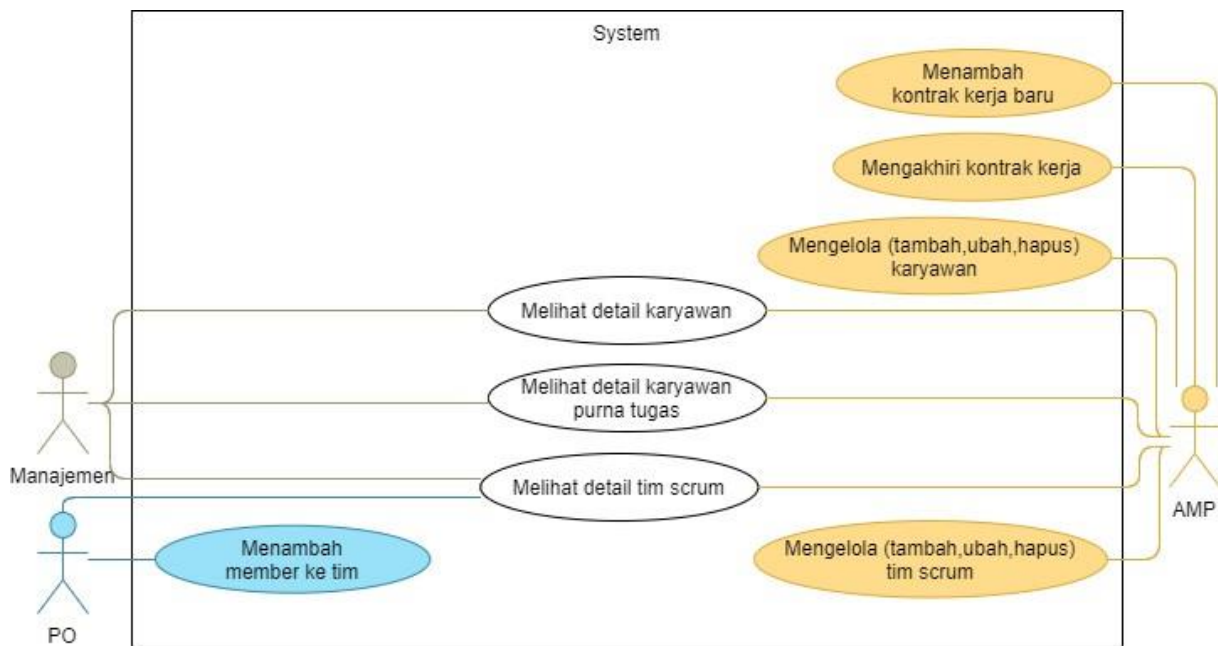 System
Menambah
kontrak kerja baru
Mengakhiri kontrak kerja
Mengelola (tambah,ubah,hapus)
karyawan
Melihat detail karyawan
Melihat detail karyawan
purna tugas
Manajemen
Melihat detail tim scrum
AMP
Menambah
member ke tim
Mengelola (tambah,ubah,hapus)
tim scrum
PO